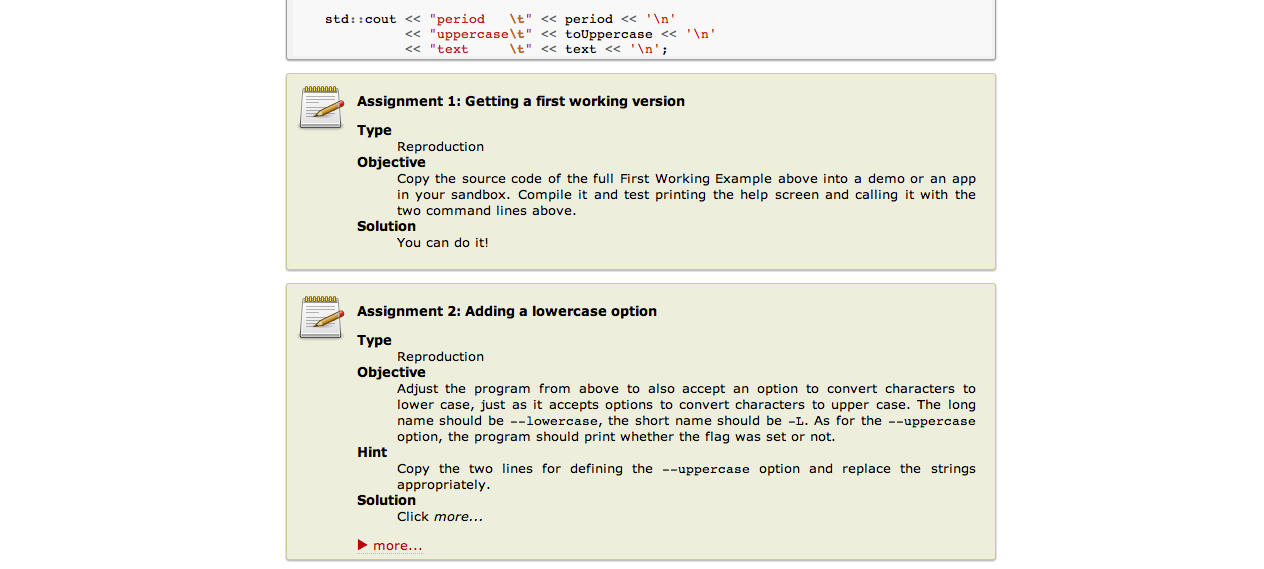 std::cout << "period   \t" << period << '\n'
          << "uppercase\t" << toUppercase << '\n'
          << "text     \t" << text << '\n';
Assignment 1: Getting a first working version
Type
Reproduction
Objective
Copy the source code of the full First Working Example above into a demo or an app
in your sandbox. Compile it and test printing the help screen and calling it with the
two command lines above.
Solution
You can do it!
Assignment 2: Adding a lowercase option
Type
Reproduction
Objective
Adjust the program from above to also accept an option to convert characters to
lower case, just as it accepts options to convert characters to upper case. The long
name should be --lowercase, the short name should be -L. As for the --uppercase
option, the program should print whether the flag was set or not.
Hint
Copy the two lines for defining the --uppercase option and replace the strings
appropriately.
Solution
Click more...
▶ more...